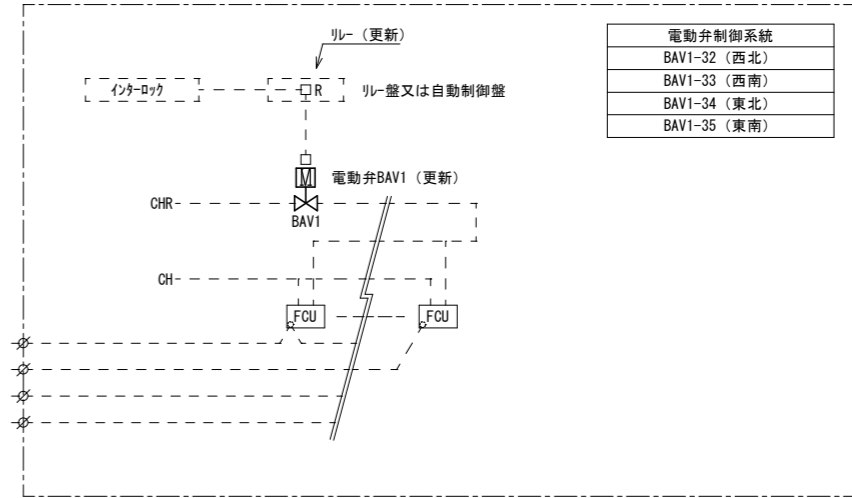 リレー（更新）
インターロック
R
リレー盤又は自動制御盤
電動弁制御系統
BAV1-32（西北）
BAV1-33（西南）
BAV1-34（東北）
BAV1-35（東南）
M
電動弁BAV1（更新）
CHR
BAV1
CH
FCU
FCU